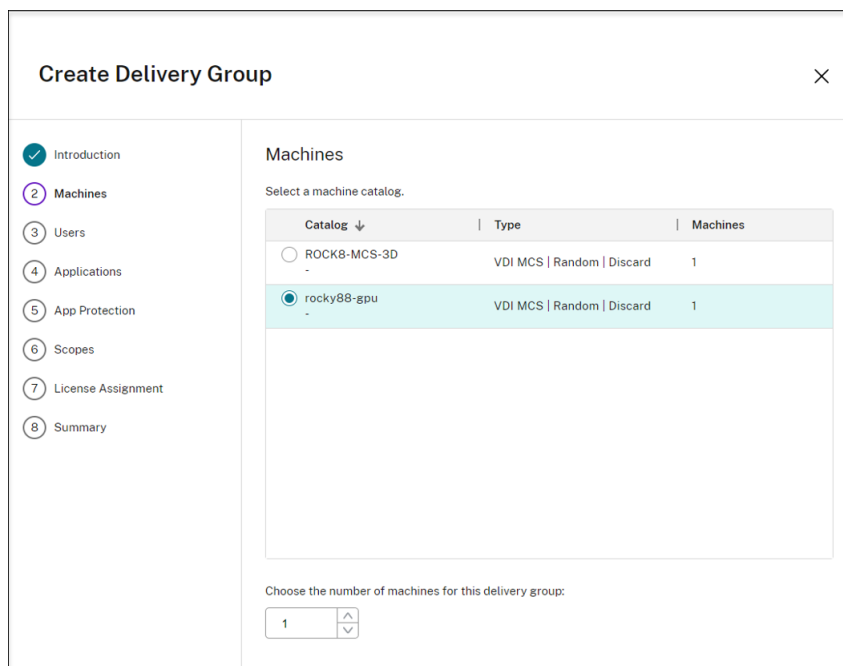 Create Delivery Group
Introduction
2 Machines
3 Users
4 Applications
5 App Protection
6 Scopes
7 License Assignment
8 Summary
Machines
Select a machine catalog.
Catalog ↓ | Type | Machines
ROCK8-MCS-3D
- VDI MCS | Random | Discard 1
rocky88-gpu
- VDI MCS | Random | Discard 1
Choose the number of machines for this delivery group:
1